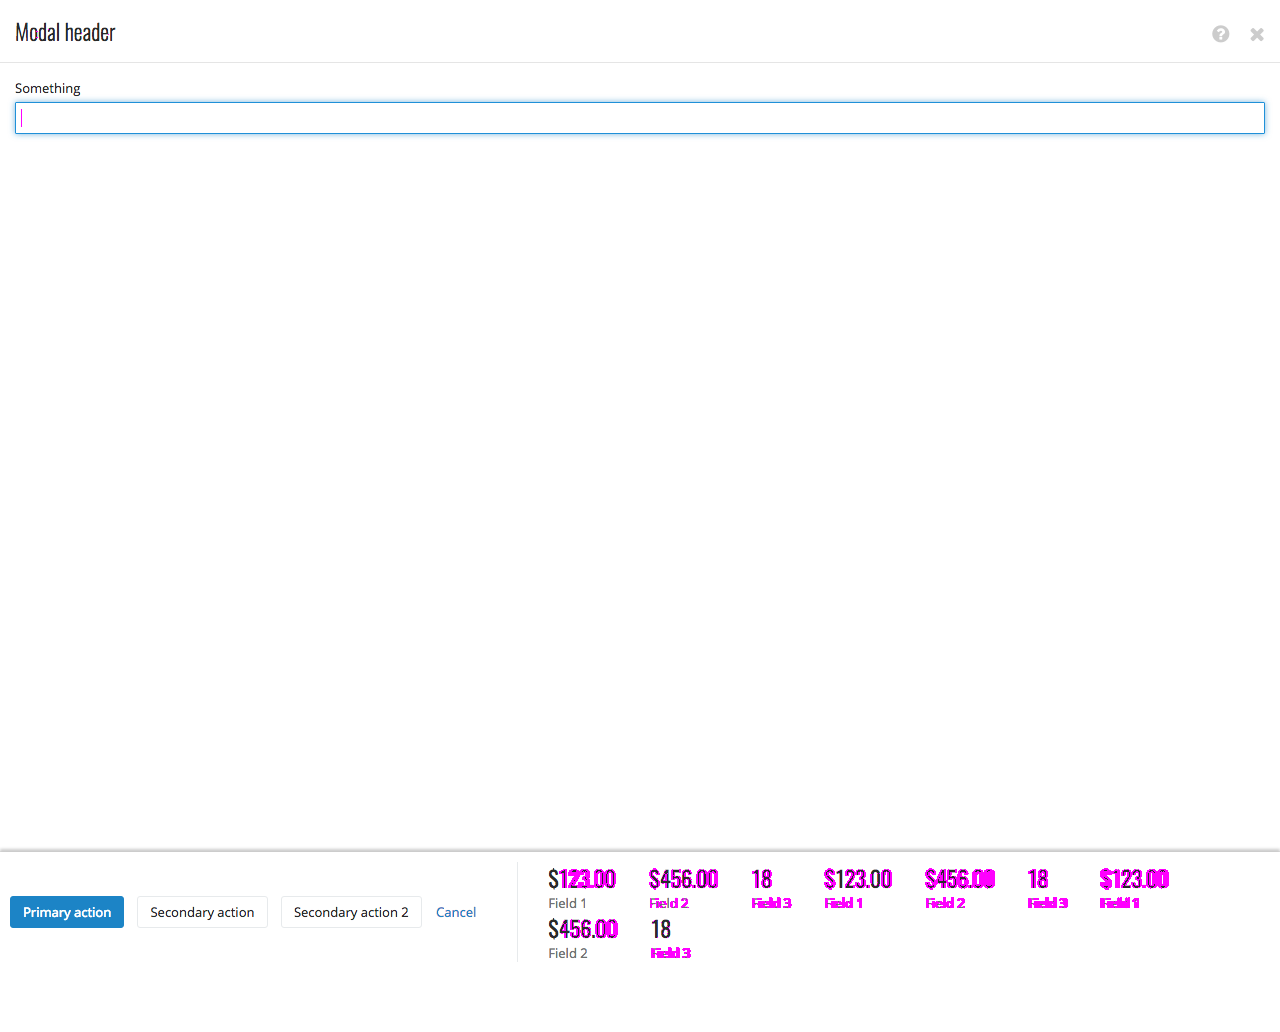 Modal header
Something
$123.00 $456.00 18 $123.00 $456.00 18 $123.00
Field 1 Field 2 Field 3 Field 1 Field 2 Field 3 Field 1
Primary action Secondary action Secondary action 2 Cancel
$456.00 18
Field 2 Field 3